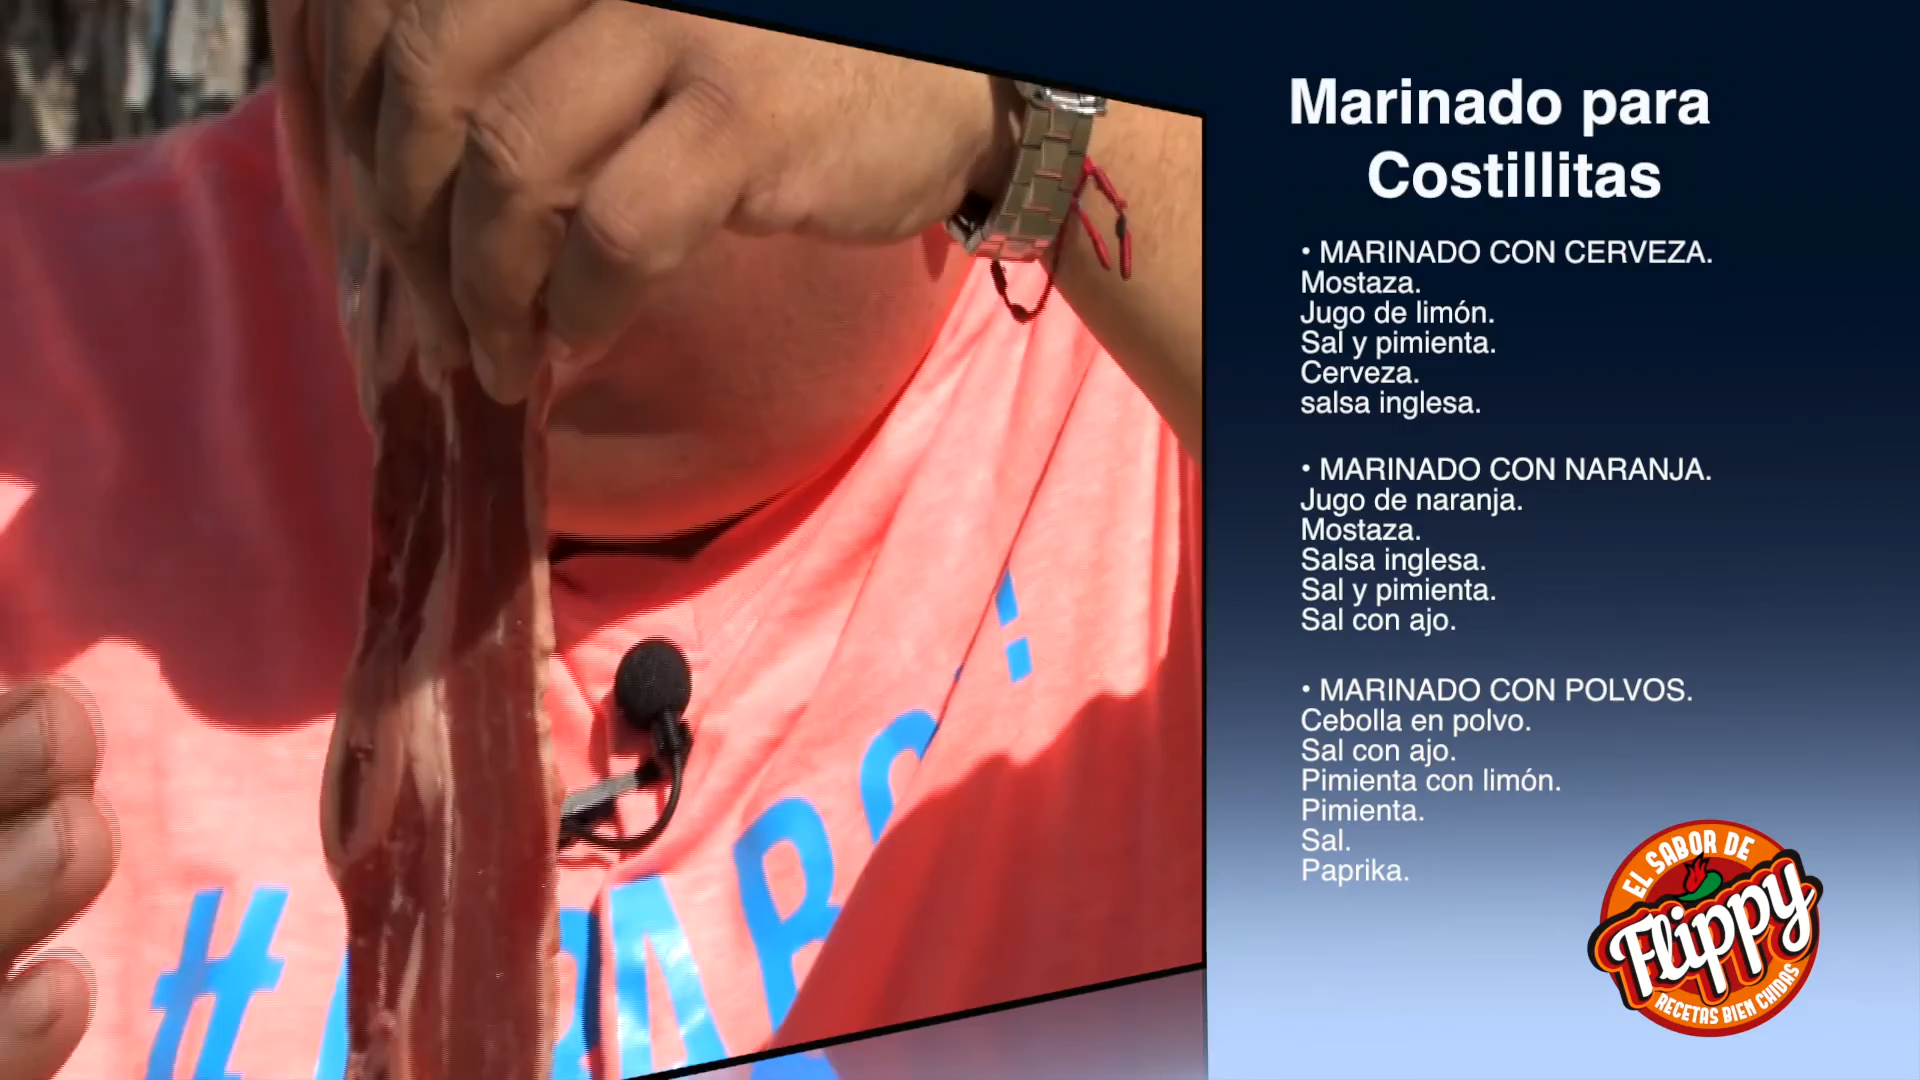 Marinado para
Costillitas
• MARINADO CON CERVEZA.
Mostaza.
Jugo de limón.
Sal y pimienta.
Cerveza.
salsa inglesa.
• MARINADO CON NARANJA.
Jugo de naranja.
Mostaza.
Salsa inglesa.
Sal y pimienta.
Sal con ajo.
• MARINADO CON POLVOS.
Cebolla en polvo.
Sal con ajo.
Pimienta con limón.
Pimienta.
Sal.
Paprika.
EL SABOR DE
Flippy
RECETAS BIEN CHIDAS